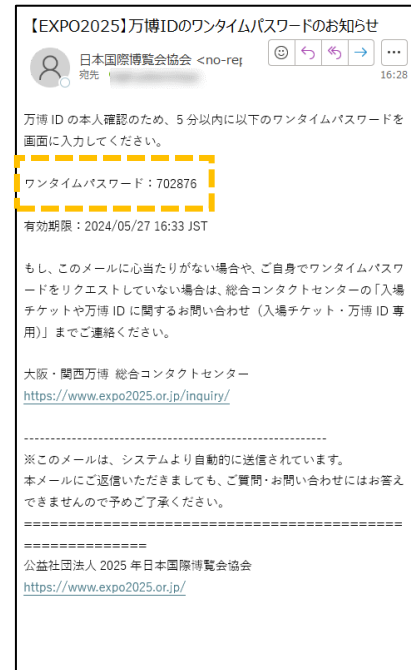 【EXPO2025】万博IDのワンタイムパスワードのお知らせ
日本国際博覧会協会 <no-rep
宛先
16:28
万博 ID の本人確認のため、5 分以内に以下のワンタイムパスワードを
画面に入力してください。
ワンタイムパスワード：702876
有効期限：2024/05/27 16:33 JST
もし、このメールに心当たりがない場合や、ご自身でワンタイムパスワ
ードをリクエストしていない場合は、総合コンタクトセンターの「入場
チケットや万博 ID に関するお問い合わせ（入場チケット・万博 ID 専
用）」までご連絡ください。
大阪・関西万博 総合コンタクトセンター
https://www.expo2025.or.jp/inquiry/
--------------------------------------------------------
※このメールは、システムより自動的に送信されています。
本メールにご返信いただきましても、ご質問・お問い合わせにはお答え
できませんので予めご了承ください。
============================================
==============
公益社団法人 2025 年日本国際博覧会協会
https://www.expo2025.or.jp/